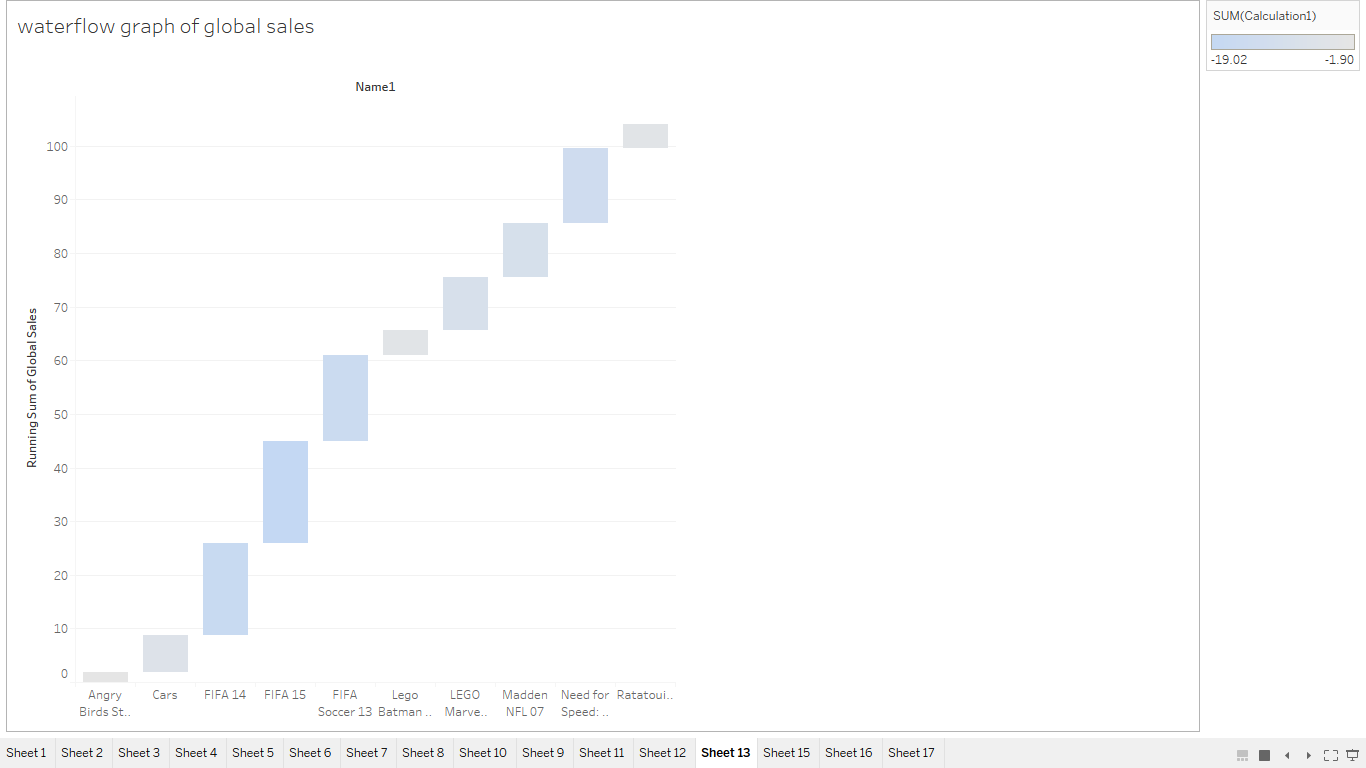 waterflow graph of global sales
SUM(Calculation1)
-19.02 -1.90
Name1
Running Sum of Global Sales
100
90
80
70
60
50
40
30
20
10
0
Angry Birds St..
Cars
FIFA 14
FIFA 15
FIFA Soccer 13
Lego Batman ..
LEGO Marve..
Madden NFL 07
Need for Speed: ..
Ratatoui..
Sheet 1 Sheet 2 Sheet 3 Sheet 4 Sheet 5 Sheet 6 Sheet 7 Sheet 8 Sheet 10 Sheet 9 Sheet 11 Sheet 12 Sheet 13 Sheet 15 Sheet 16 Sheet 17